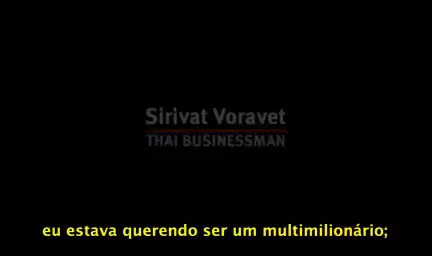 Sirivat Voravet
THAI BUSINESSMAN
eu estava querendo ser um multimilionário;